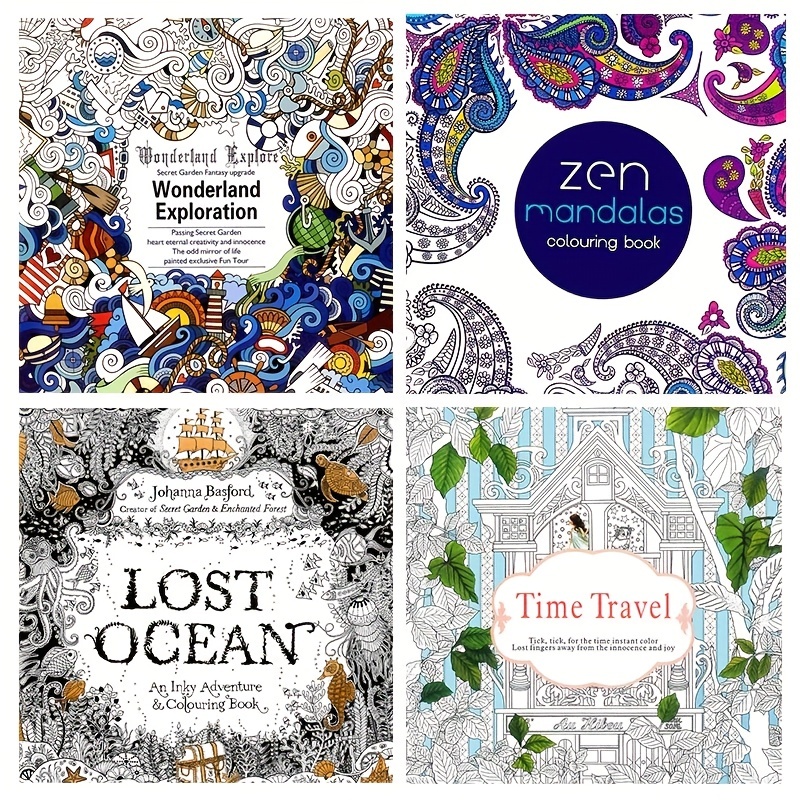 Wonderland Explore
Secret Garden Fantasy upgrade
Wonderland
Exploration
Passing Secret Garden
heart eternal creativity and innocence
The odd mirror of life
painted exclusive Fun Tour
zen
mandalas
colouring book
Johanna Basford
Creator of Secret Garden & Enchanted Forest
LOST
OCEAN
An Inky Adventure
& Colouring Book
Time Travel
Tick, tick, for the time instant color
Lost fingers away from the innocence and joy
Au Hibou